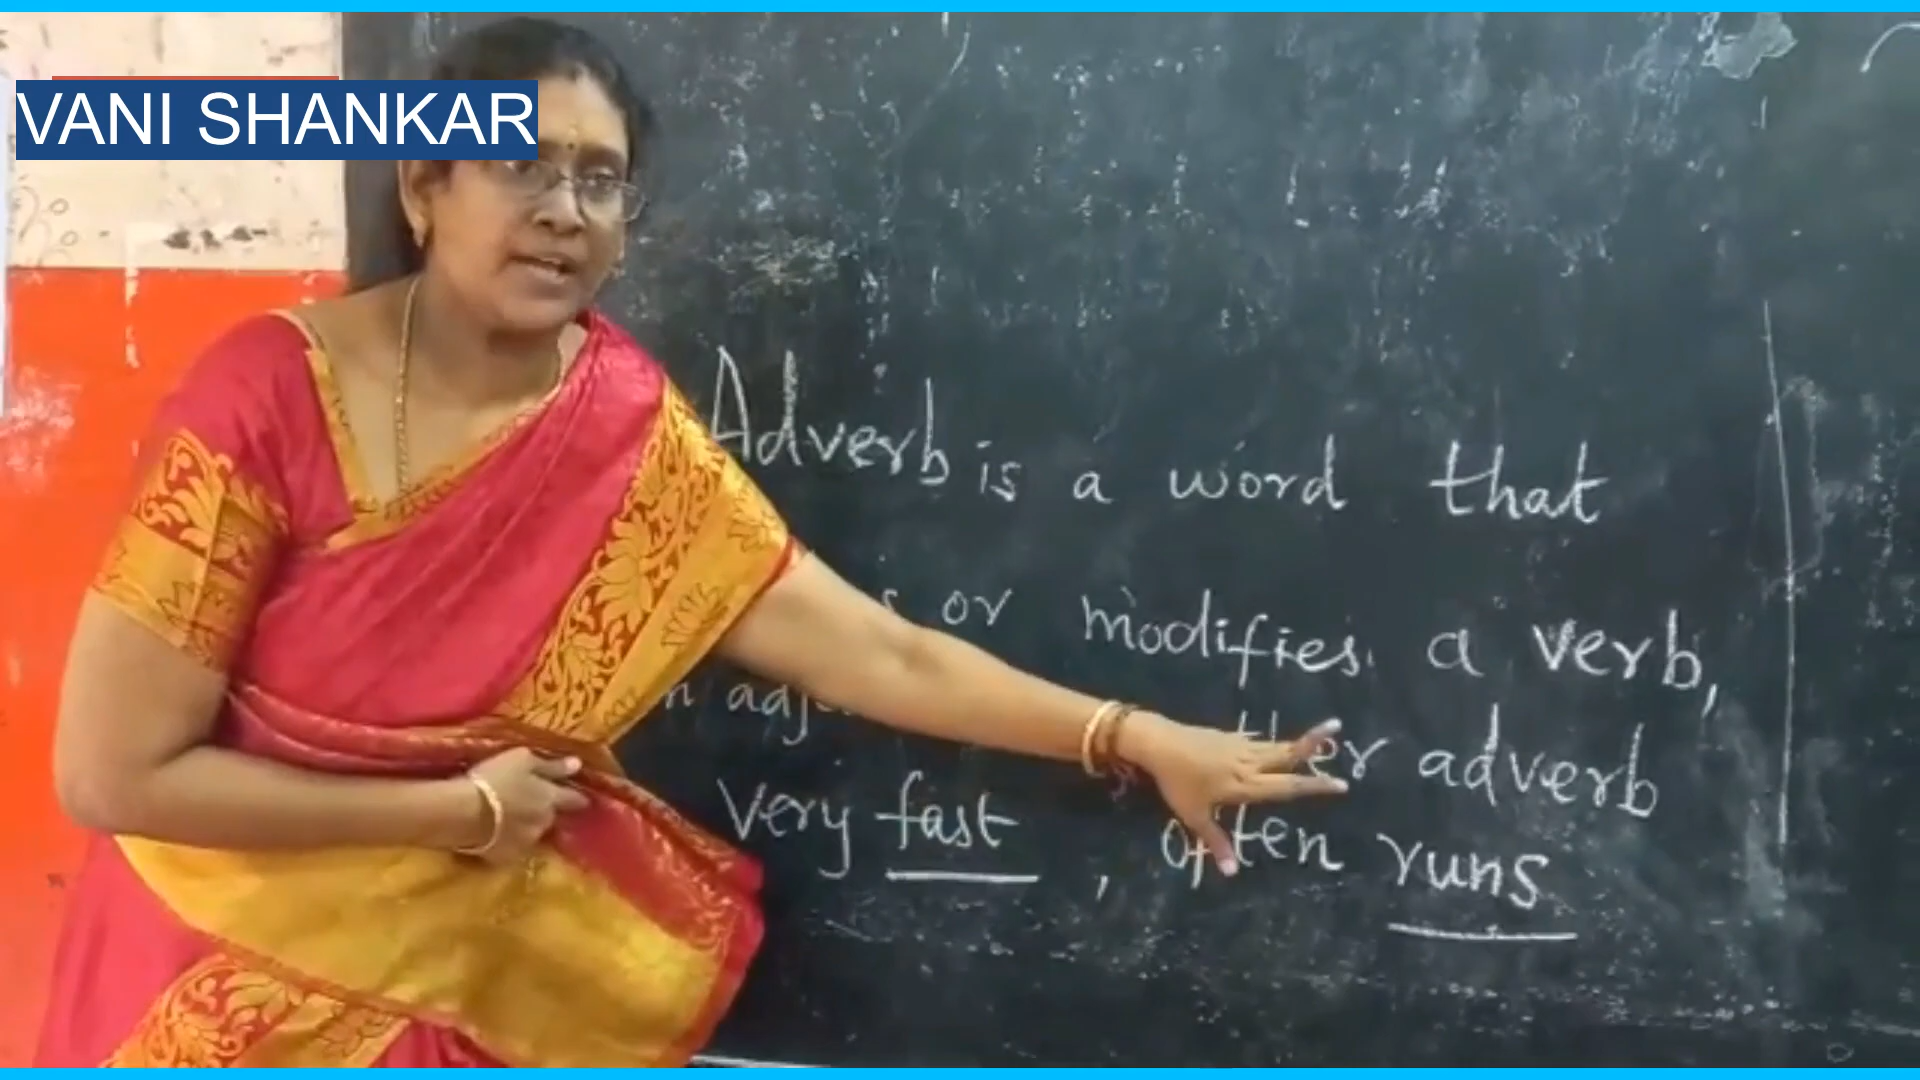 VANI SHANKAR
Adverb is a word that
or modifies a verb,
adverb
very fast, often runs